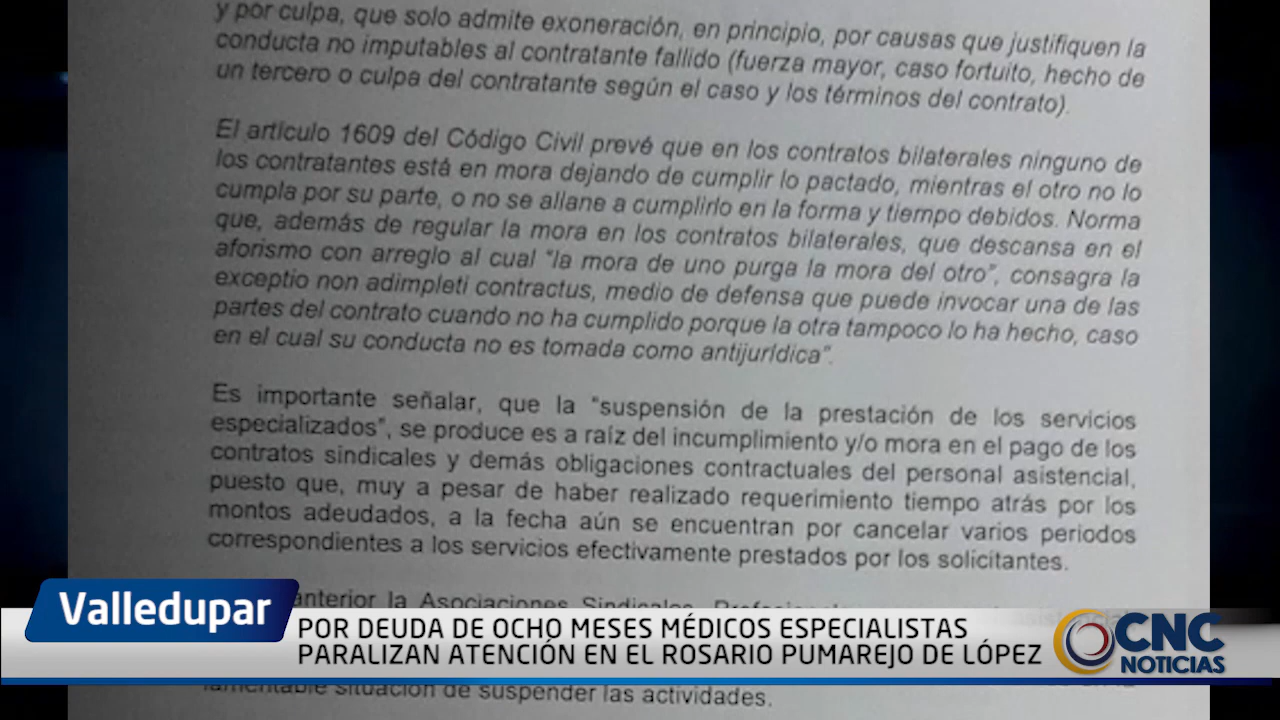 y por culpa, que solo admite exoneración, en principio, por causas que justifiquen la
conducta no imputables al contratante fallido (fuerza mayor, caso fortuito, hecho de
un tercero o culpa del contratante según el caso y los términos del contrato).
El artículo 1609 del Código Civil prevé que en los contratos bilaterales ninguno de
los contratantes está en mora dejando de cumplir lo pactado, mientras el otro no lo
cumpla por su parte, o no se allane a cumplirlo en la forma y tiempo debidos. Norma
que, además de regular la mora en los contratos bilaterales, que descansa en el
aforismo con arreglo al cual "la mora de uno purga la mora del otro", consagra la
exceptio non adimpleti contractus, medio de defensa que puede invocar una de las
partes del contrato cuando no ha cumplido porque la otra tampoco lo ha hecho, caso
en el cual su conducta no es tomada como antijurídica".
Es importante señalar, que la "suspensión de la prestación de los servicios
especializados", se produce es a raíz del incumplimiento y/o mora en el pago de los
contratos sindicales y demás obligaciones contractuales del personal asistencial,
puesto que, muy a pesar de haber realizado requerimiento tiempo atrás por los
montos adeudados, a la fecha aún se encuentran por cancelar varios periodos
correspondientes a los servicios efectivamente prestados por los solicitantes.
anterior la Asociaciones Sindicales
Valledupar
POR DEUDA DE OCHO MESES MÉDICOS ESPECIALISTAS
PARALIZAN ATENCIÓN EN EL ROSARIO PUMAREJO DE LÓPEZ
CNC
NOTICIAS
lamentable situación de suspender las actividades.